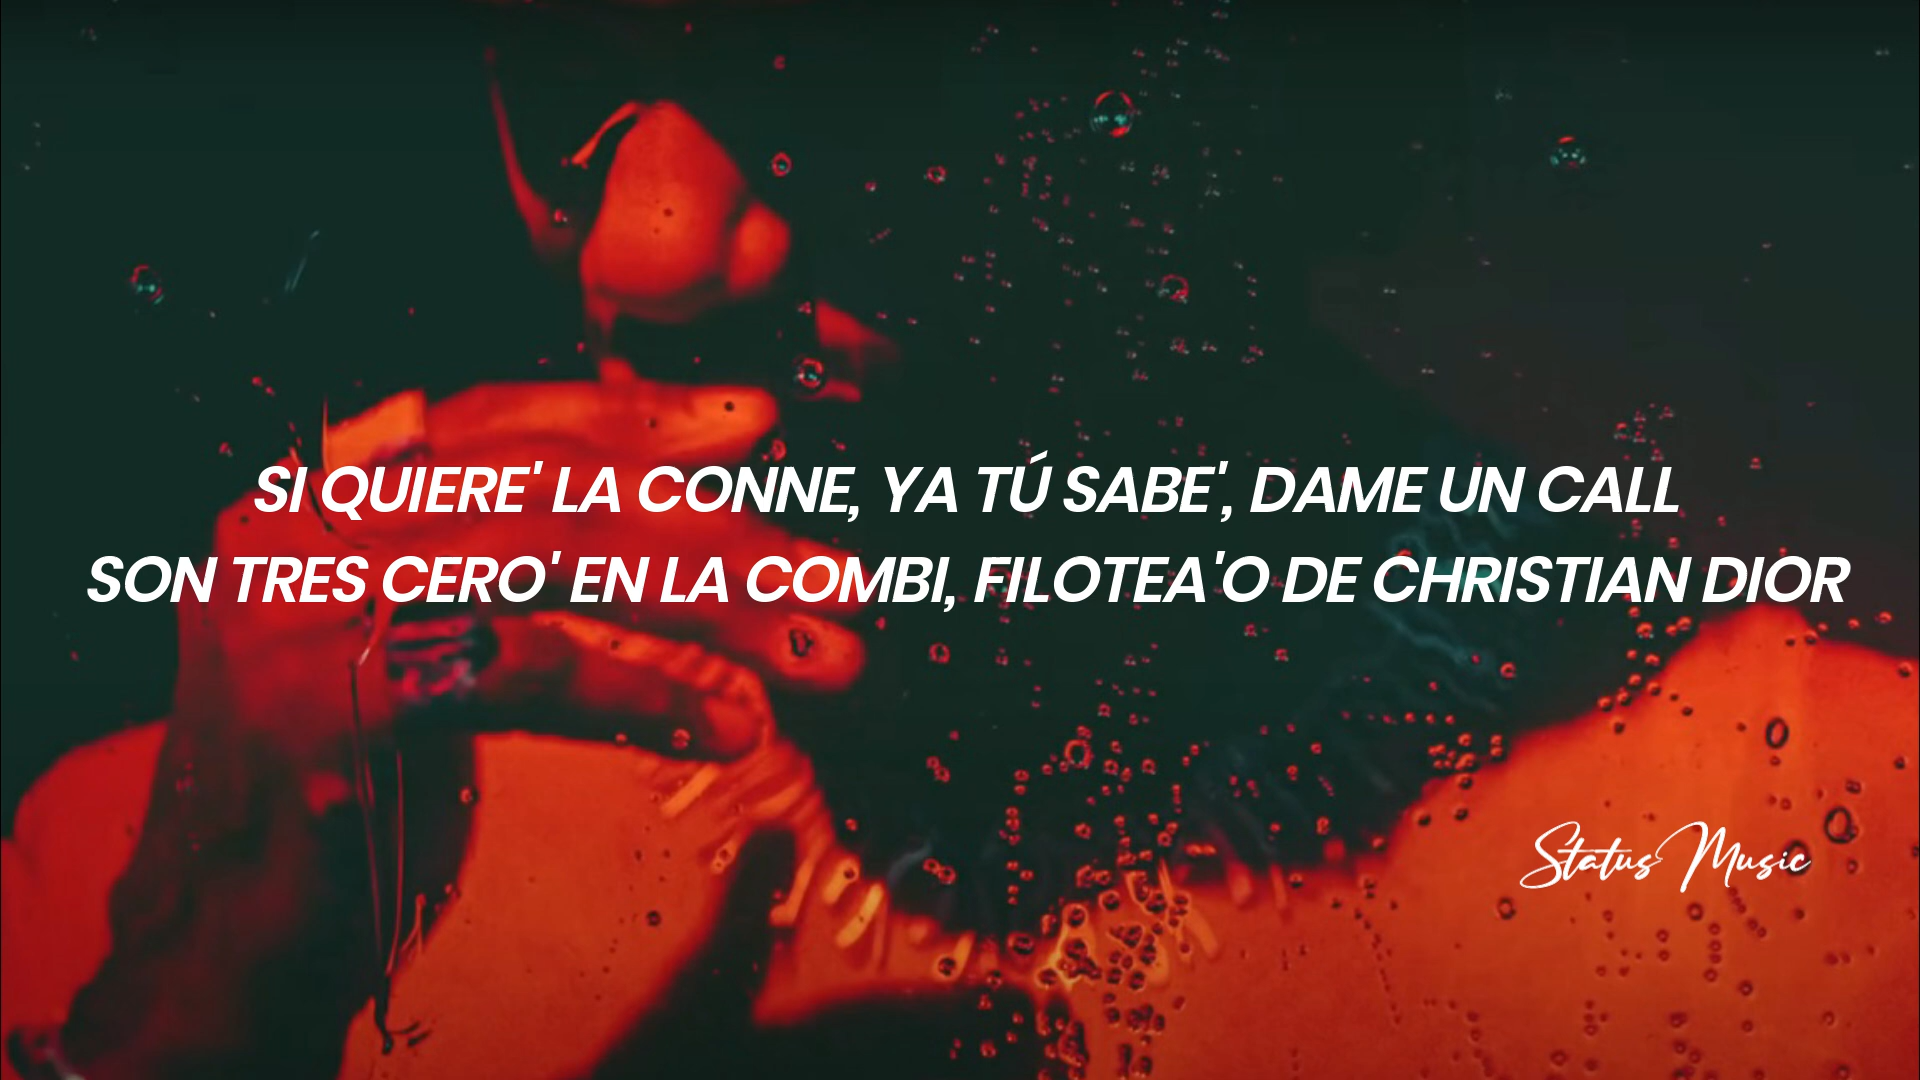 SI QUIERE' LA CONNE, YA TÚ SABE', DAME UN CALL
SON TRES CERO' EN LA COMBI, FILOTEA'O DE CHRISTIAN DIOR
Status Music